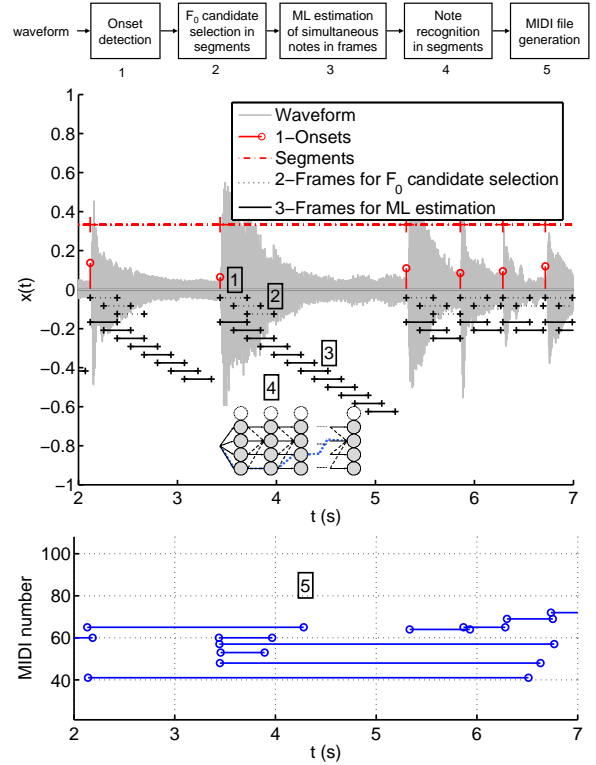 waveform
Onset
detection
F0 candidate
selection in
segments
ML estimation
of simultaneous
notes in frames
Note
recognition
in segments
MIDI file
generation
1
2
3
4
5
1
0.8
0.6
0.4
0.2
0
−0.2
−0.4
−0.6
−0.8
−1
x(t)
Waveform
1−Onsets
Segments
2−Frames for F0 candidate selection
3−Frames for ML estimation
1
2
3
4
2
3
4
5
6
7
t (s)
100
80
60
40
MIDI number
5
2
3
4
5
6
7
t (s)